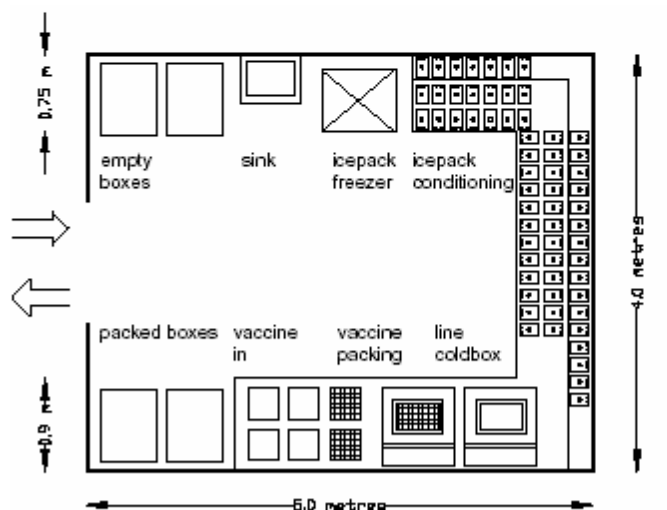 0.75 m
empty
boxes
sink
icepack
freezer
icepack
conditioning
4.0 metres
packed boxes
vaccine
in
vaccine
packing
line
coldbox
0.9 m
5.0 metres